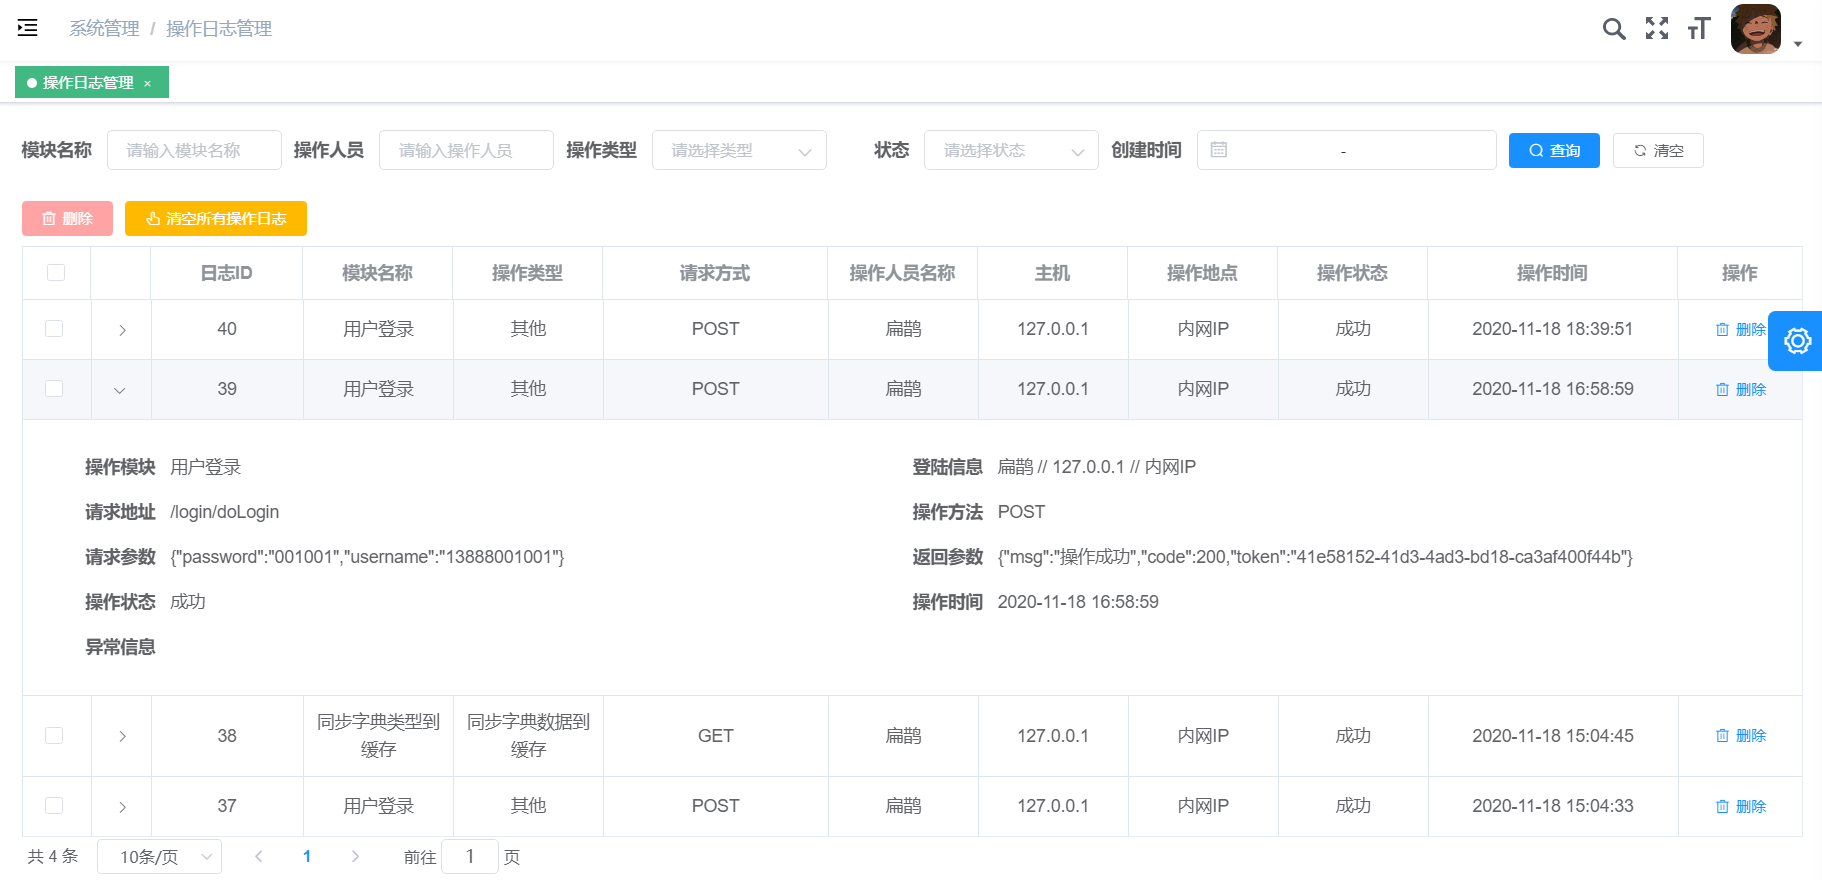 系统管理 / 操作日志管理
操作日志管理 ×
模块名称 请输入模块名称 操作人员 请输入操作人员 操作类型 请选择类型 状态 请选择状态 创建时间 - 查询 清空
删除 清空所有操作日志
日志ID 模块名称 操作类型 请求方式 操作人员名称 主机 操作地点 操作状态 操作时间 操作
40 用户登录 其他 POST 扁鹊 127.0.0.1 内网IP 成功 2020-11-18 18:39:51 删除
39 用户登录 其他 POST 扁鹊 127.0.0.1 内网IP 成功 2020-11-18 16:58:59 删除
操作模块 用户登录 登陆信息 扁鹊 // 127.0.0.1 // 内网IP
请求地址 /login/doLogin 操作方法 POST
请求参数 {"password":"001001","username":"13888001001"} 返回参数 {"msg":"操作成功","code":200,"token":"41e58152-41d3-4ad3-bd18-ca3af400f44b"}
操作状态 成功 操作时间 2020-11-18 16:58:59
异常信息
38 同步字典类型到缓存 同步字典数据到缓存 GET 扁鹊 127.0.0.1 内网IP 成功 2020-11-18 15:04:45 删除
37 用户登录 其他 POST 扁鹊 127.0.0.1 内网IP 成功 2020-11-18 15:04:33 删除
共 4 条 10条/页 1 前往 1 页